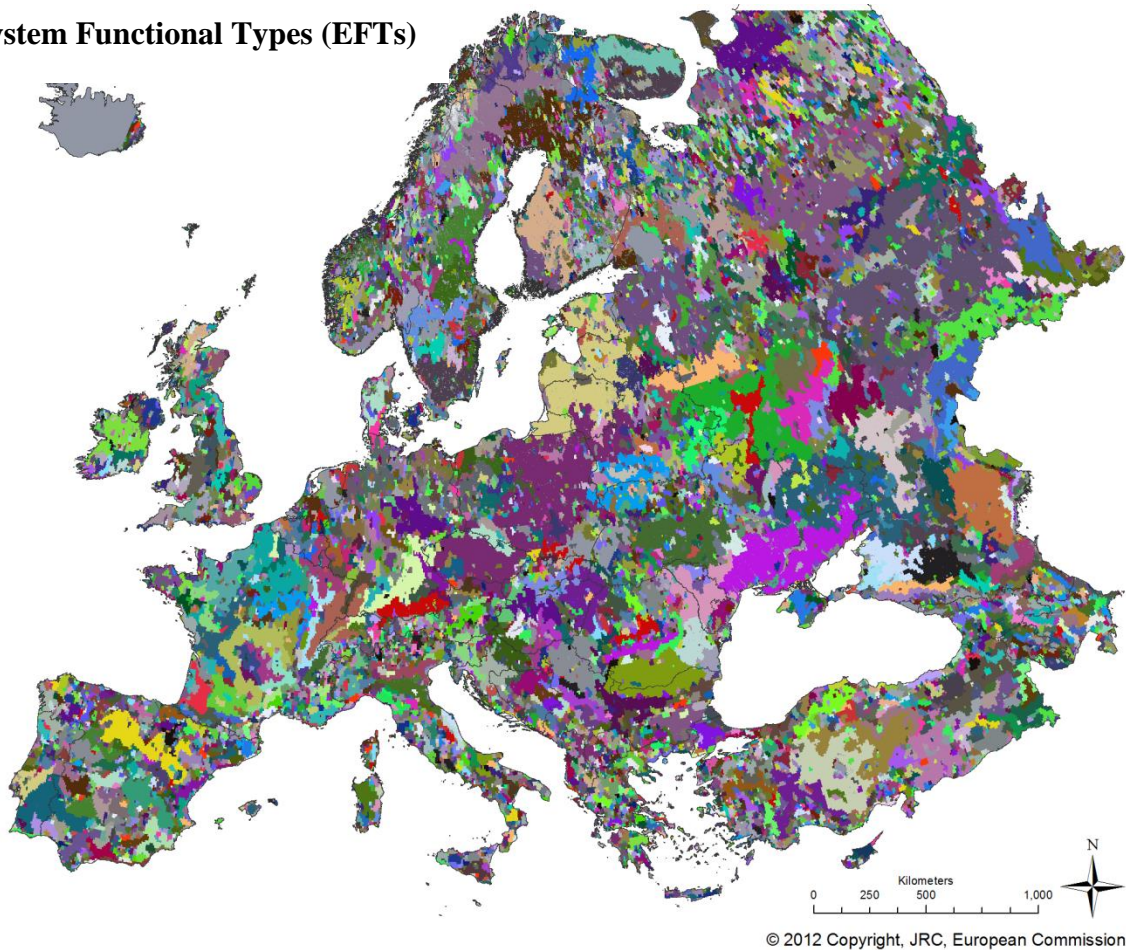 ystem Functional Types (EFTs)
N
Kilometers
0 250 500 1,000
© 2012 Copyright, JRC, European Commission